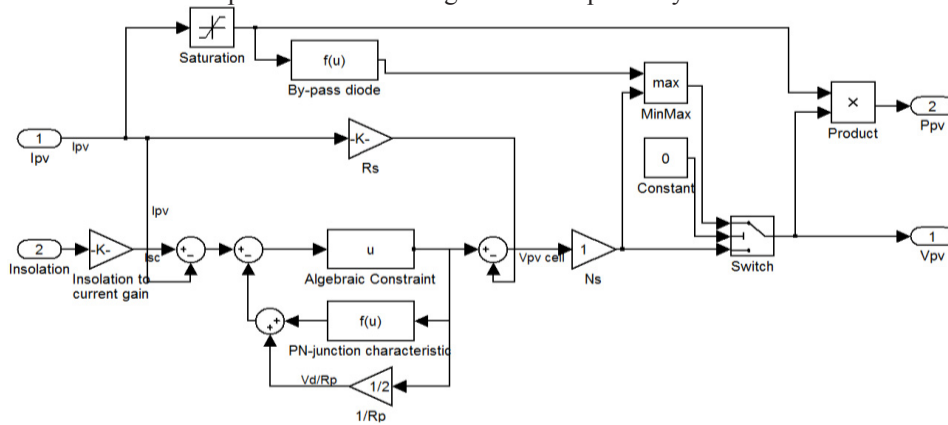 Saturation
f(u)
By-pass diode
max
MinMax
×
Product
2
Ppv
1
Ipv
Ipv
-K-
Rs
0
Constant
Ipv
2
Insolation
-K-
Insolation to
current gain
Isc
+
-
+
-
u
Algebraic Constraint
+
-
Vpv cell
1
Ns
Switch
1
Vpv
++
f(u)
PN-junction characteristic
Vd/Rp
1/2
1/Rp